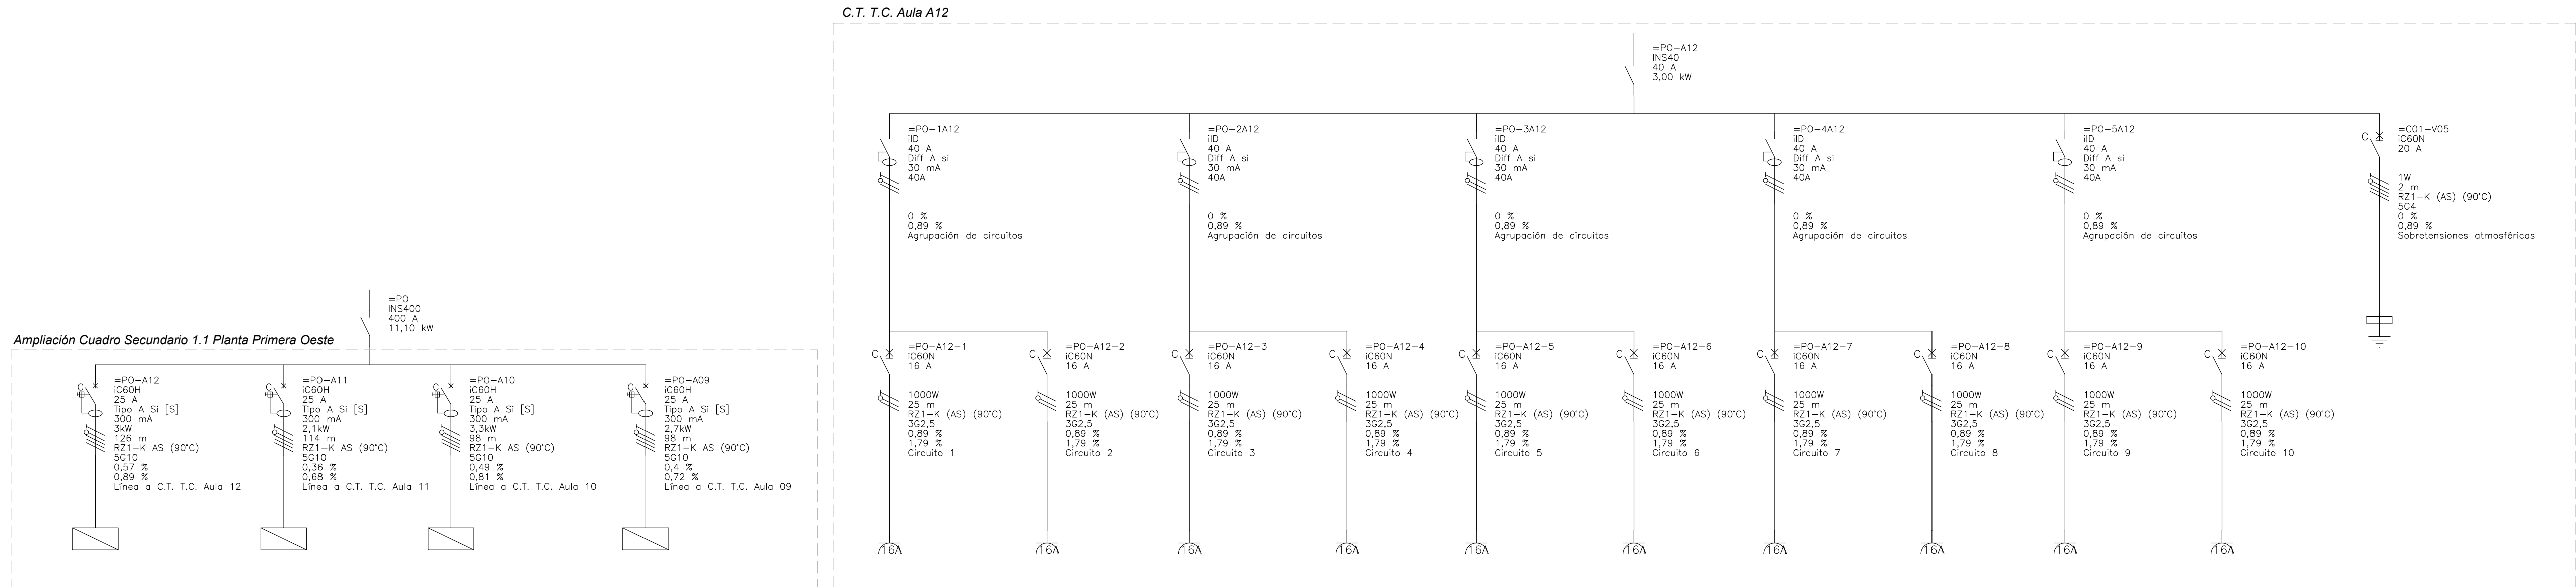 C.T. T.C. Aula A12
=PO-A12
INS40
40 A
3,00 kW
=PO-1A12
iID
40 A
Diff A si
30 mA
40A
0 %
0,89 %
Agrupación de circuitos
=PO-2A12
iID
40 A
Diff A si
30 mA
40A
0 %
0,89 %
Agrupación de circuitos
=PO-3A12
iID
40 A
Diff A si
30 mA
40A
0 %
0,89 %
Agrupación de circuitos
=PO-4A12
iID
40 A
Diff A si
30 mA
40A
0 %
0,89 %
Agrupación de circuitos
=PO-5A12
iID
40 A
Diff A si
30 mA
40A
0 %
0,89 %
Agrupación de circuitos
C
=C01-V05
iC60N
20 A
1W
2 m
RZ1-K (AS) (90°C)
5G4
0 %
0,89 %
Sobretensiones atmosféricas
=PO
INS400
400 A
11,10 kW
Ampliación Cuadro Secundario 1.1 Planta Primera Oeste
C
=PO-A12
iC60H
25 A
Tipo A Si [S]
300 mA
3kW
126 m
RZ1-K AS (90°C)
5G10
0,57 %
0,89 %
Línea a C.T. T.C. Aula 12
C
=PO-A11
iC60H
25 A
Tipo A Si [S]
300 mA
2,1kW
114 m
RZ1-K AS (90°C)
5G10
0,36 %
0,68 %
Línea a C.T. T.C. Aula 11
C
=PO-A10
iC60H
25 A
Tipo A Si [S]
300 mA
3,3kW
98 m
RZ1-K AS (90°C)
5G10
0,49 %
0,81 %
Línea a C.T. T.C. Aula 10
C
=PO-A09
iC60H
25 A
Tipo A Si [S]
300 mA
2,7kW
98 m
RZ1-K AS (90°C)
5G10
0,4 %
0,72 %
Línea a C.T. T.C. Aula 09
C
=PO-A12-1
iC60N
16 A
1000W
25 m
RZ1-K (AS) (90°C)
3G2,5
0,89 %
1,79 %
Circuito 1
16A
C
=PO-A12-2
iC60N
16 A
1000W
25 m
RZ1-K (AS) (90°C)
3G2,5
0,89 %
1,79 %
Circuito 2
16A
C
=PO-A12-3
iC60N
16 A
1000W
25 m
RZ1-K (AS) (90°C)
3G2,5
0,89 %
1,79 %
Circuito 3
16A
C
=PO-A12-4
iC60N
16 A
1000W
25 m
RZ1-K (AS) (90°C)
3G2,5
0,89 %
1,79 %
Circuito 4
16A
C
=PO-A12-5
iC60N
16 A
1000W
25 m
RZ1-K (AS) (90°C)
3G2,5
0,89 %
1,79 %
Circuito 5
16A
C
=PO-A12-6
iC60N
16 A
1000W
25 m
RZ1-K (AS) (90°C)
3G2,5
0,89 %
1,79 %
Circuito 6
16A
C
=PO-A12-7
iC60N
16 A
1000W
25 m
RZ1-K (AS) (90°C)
3G2,5
0,89 %
1,79 %
Circuito 7
16A
C
=PO-A12-8
iC60N
16 A
1000W
25 m
RZ1-K (AS) (90°C)
3G2,5
0,89 %
1,79 %
Circuito 8
16A
C
=PO-A12-9
iC60N
16 A
1000W
25 m
RZ1-K (AS) (90°C)
3G2,5
0,89 %
1,79 %
Circuito 9
16A
C
=PO-A12-10
iC60N
16 A
1000W
25 m
RZ1-K (AS) (90°C)
3G2,5
0,89 %
1,79 %
Circuito 10
16A